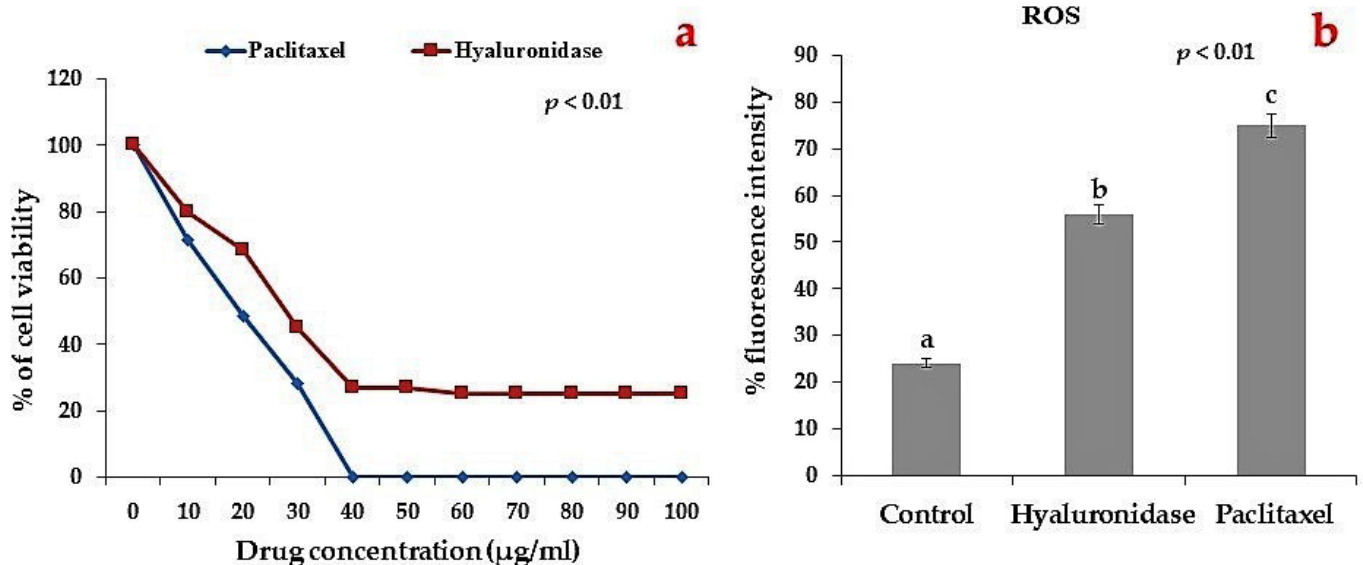 Paclitaxel Hyaluronidase a
p < 0.01
120
100
80
60
40
20
0
% of cell viability
0 10 20 30 40 50 60 70 80 90 100
Drug concentration (µg/ml)
ROS b
p < 0.01
90
80
70
60
50
40
30
20
10
0
% fluorescence intensity
a
b
c
Control Hyaluronidase Paclitaxel